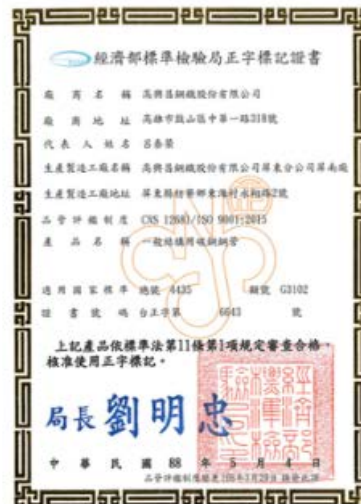 經濟部標準檢驗局正字標記證書
廠商名稱 高興昌鋼鐵股份有限公司
廠商地址 高雄市鼓山區中華一路318號
代表人姓名 呂泰榮
生產製造工廠名稱 高興昌鋼鐵股份有限公司屏東分公司屏南廠
生產製造工廠地址 屏東縣枋寮鄉東海村永翔路2號
品管評鑑制度 CNS 12681/ISO 9001:2015
產品名稱 一般結構用碳鋼鋼管
適用國家標準 總號 4435 類號 G3102
證書號碼 台正字第 6643 號
上記產品依標準法第11條第1項規定審查合格,
核准使用正字標記。
局長 劉明忠
中華民國 88 年 5 月 4 日